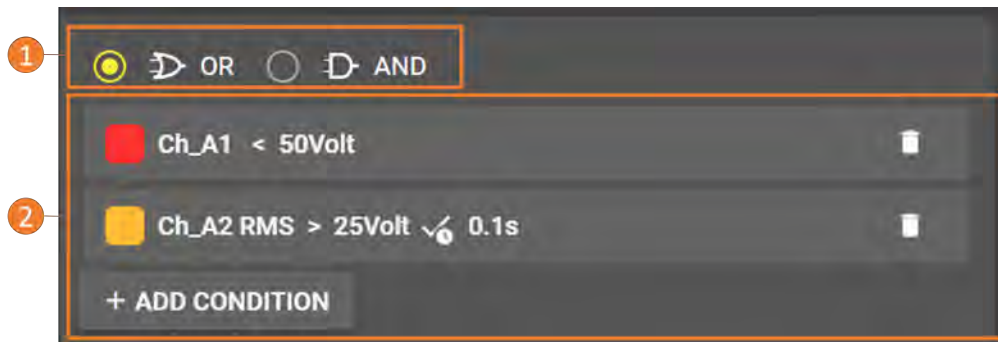 1
OR AND
Ch_A1 < 50Volt
2
Ch_A2 RMS > 25Volt 0.1s
+ ADD CONDITION